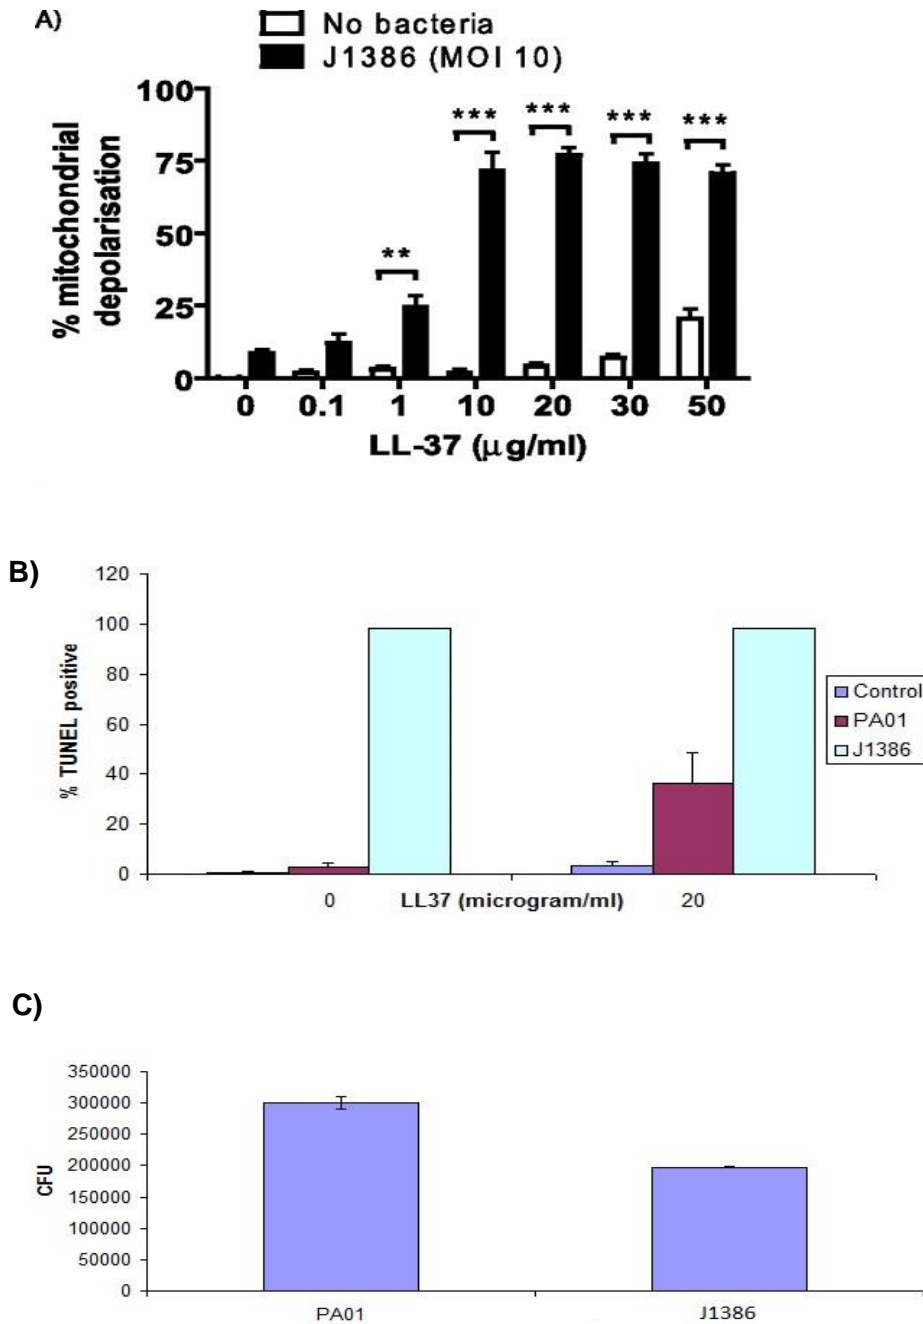 A)
No bacteria
J1386 (MOI 10)
100
75
50
25
0
% mitochondrial
depolarisation
*** *** *** ***
**
0 0.1 1 10 20 30 50
LL-37 (μg/ml)
B)
120
100
80
60
40
20
0
% TUNEL positive
Control
PA01
J1386
0 LL37 (microgram/ml) 20
C)
350000
300000
250000
200000
150000
100000
50000
0
CFU
PA01 J1386